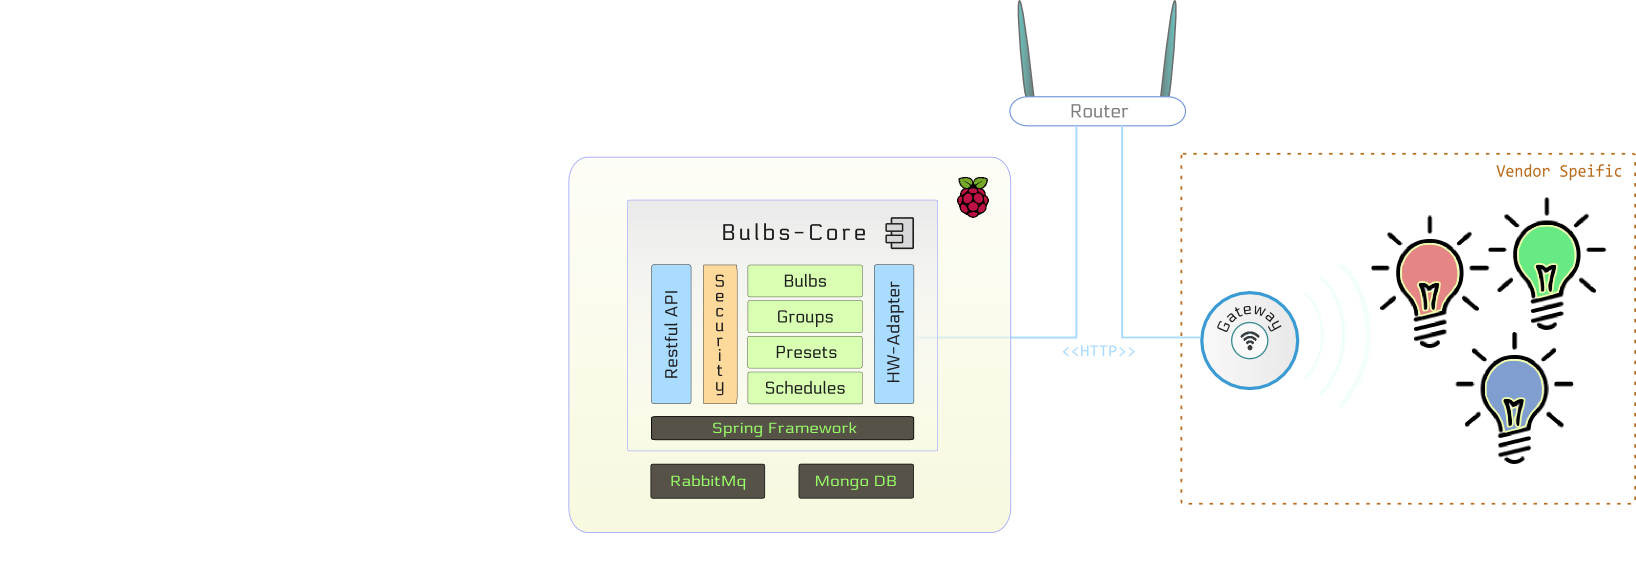 Router
Vendor Speific
Bulbs-Core
Restful API
Security
Bulbs
Groups
Presets
Schedules
HW-Adapter
Spring Framework
RabbitMq
Mongo DB
<<HTTP>>
Gateway